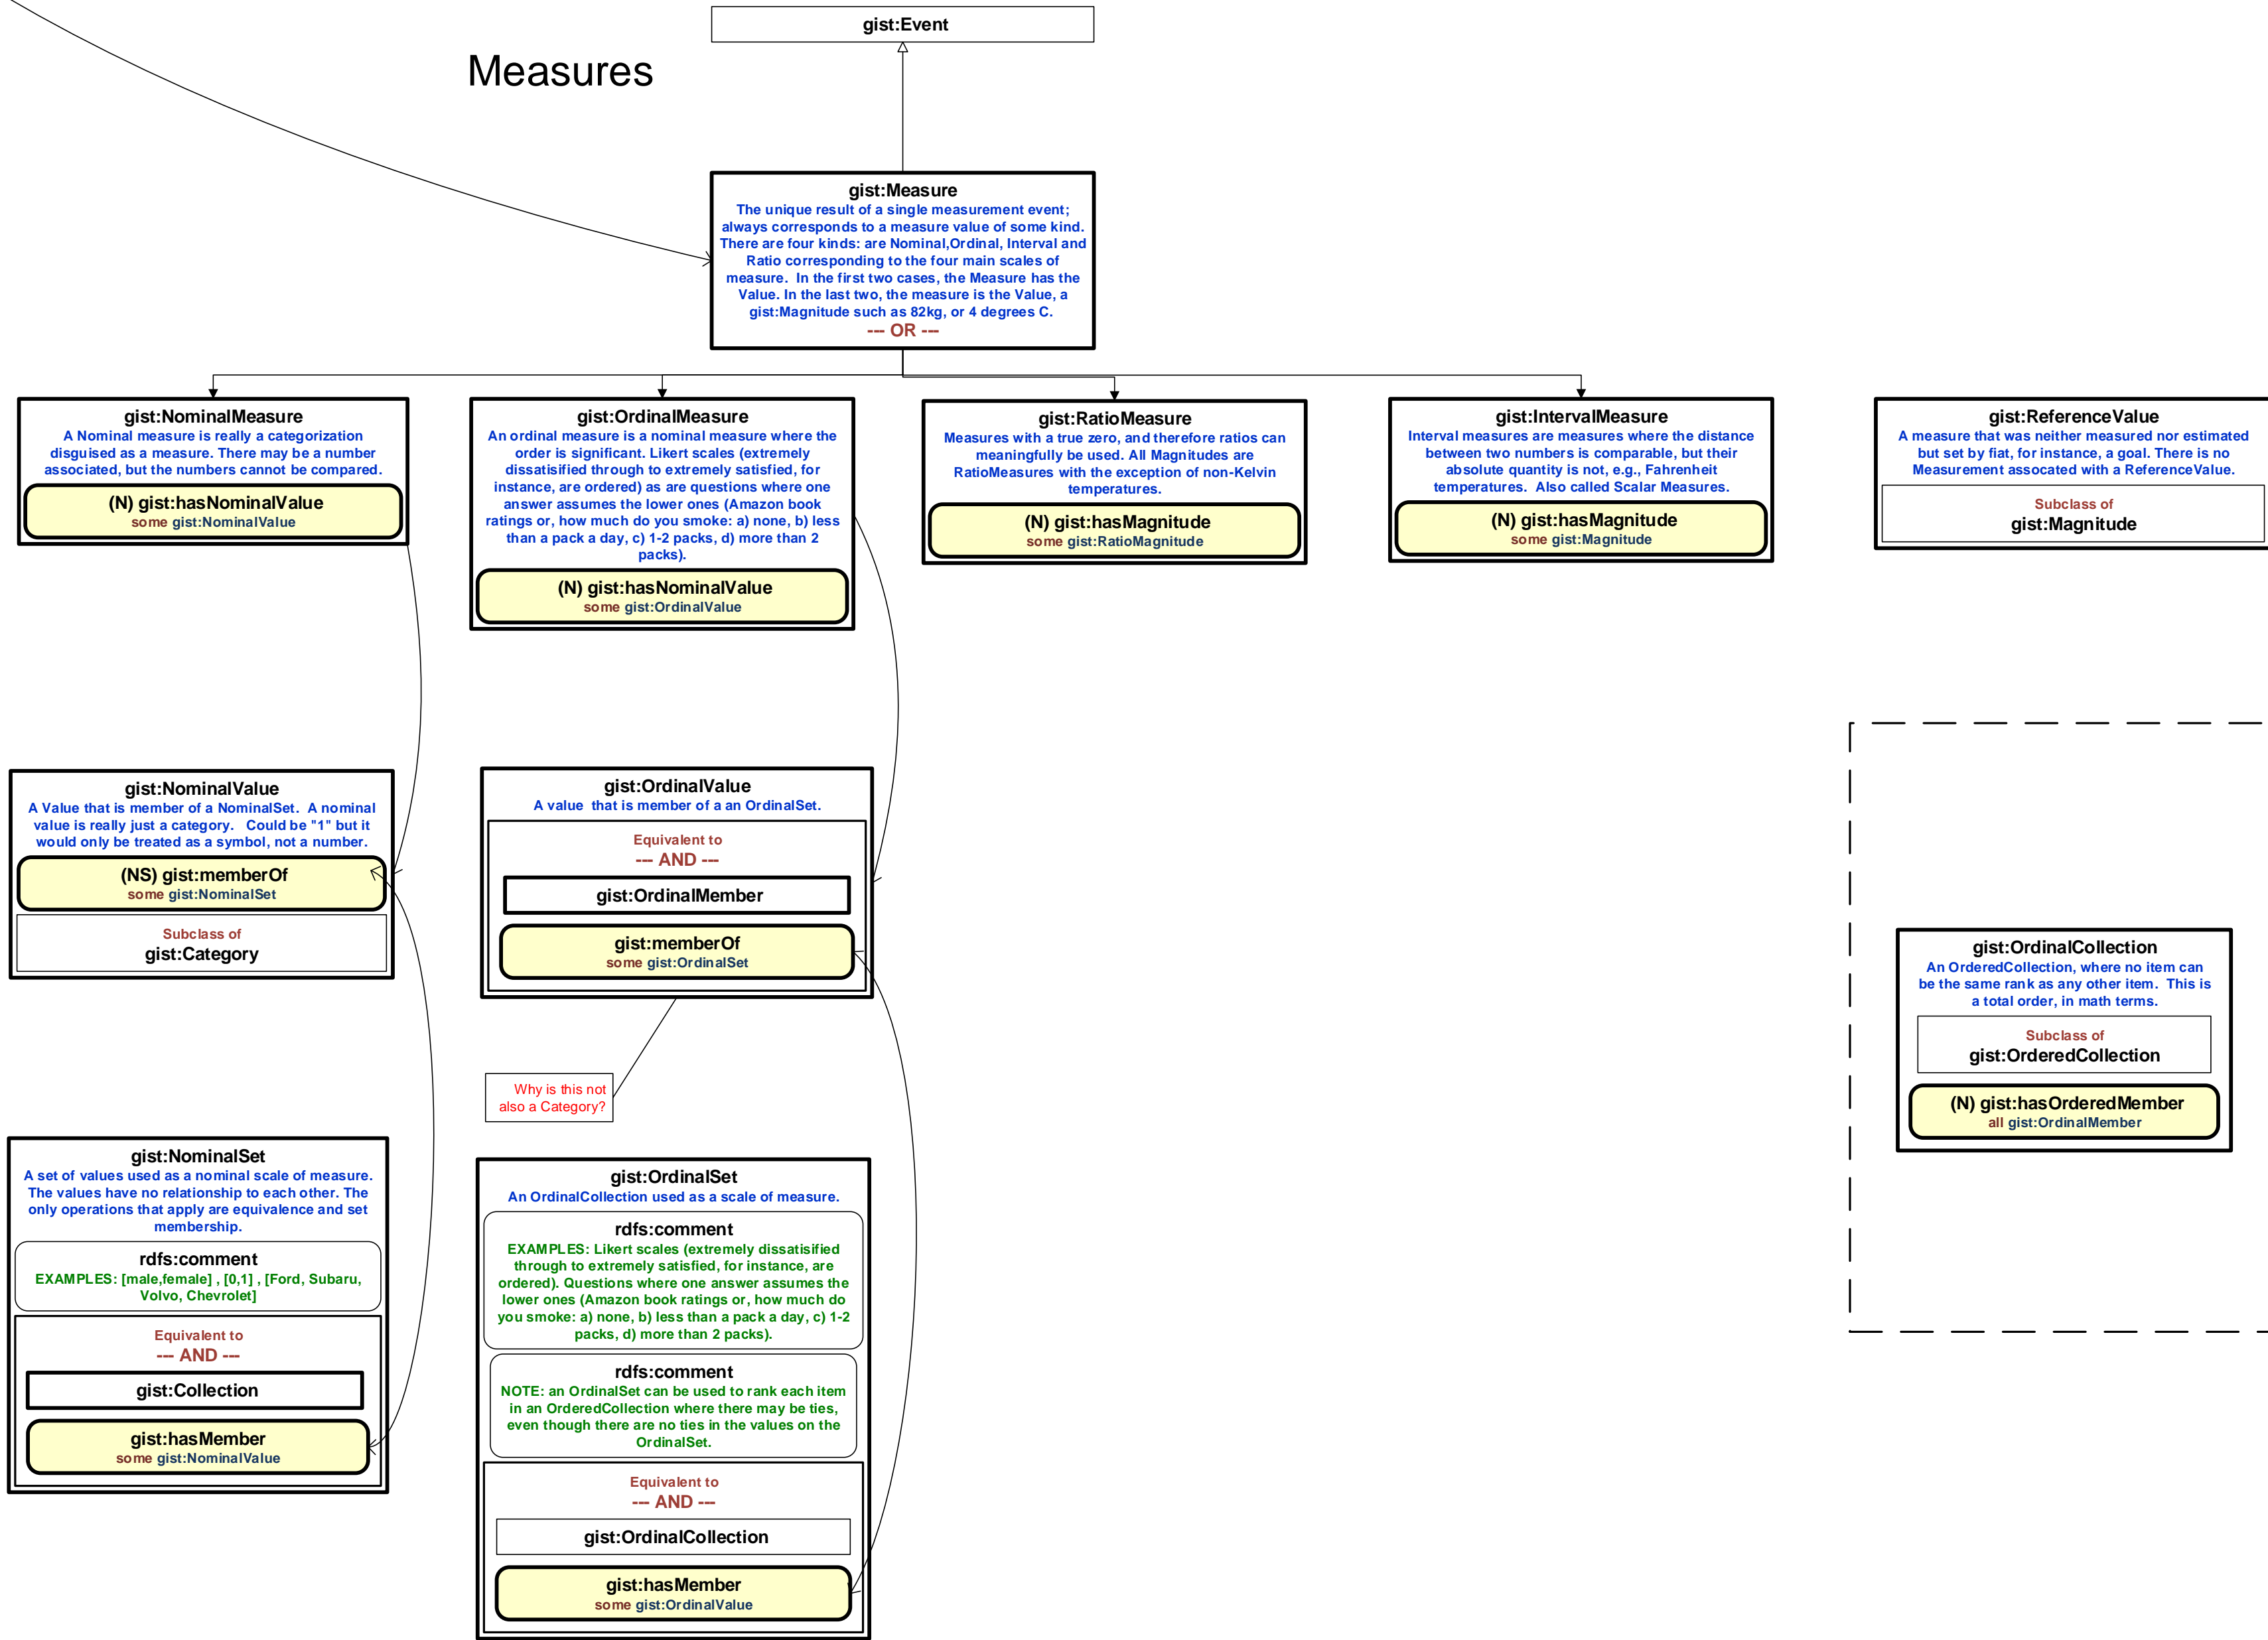 gist:Event
Measures
gist:Measure
The unique result of a single measurement event;
always corresponds to a measure value of some kind.
There are four kinds: are Nominal,Ordinal, Interval and
Ratio corresponding to the four main scales of
measure.  In the first two cases, the Measure has the
Value. In the last two, the measure is the Value, a
gist:Magnitude such as 82kg, or 4 degrees C.
--- OR ---
gist:NominalMeasure
A Nominal measure is really a categorization
disguised as a measure. There may be a number
associated, but the numbers cannot be compared.
(N) gist:hasNominalValue
some gist:NominalValue
gist:OrdinalMeasure
An ordinal measure is a nominal measure where the
order is significant. Likert scales (extremely
dissatisified through to extremely satisfied, for
instance, are ordered) as are questions where one
answer assumes the lower ones (Amazon book
ratings or, how much do you smoke: a) none, b) less
than a pack a day, c) 1-2 packs, d) more than 2
packs).
(N) gist:hasNominalValue
some gist:OrdinalValue
gist:RatioMeasure
Measures with a true zero, and therefore ratios can
meaningfully be used. All Magnitudes are
RatioMeasures with the exception of non-Kelvin
temperatures.
(N) gist:hasMagnitude
some gist:RatioMagnitude
gist:IntervalMeasure
Interval measures are measures where the distance
between two numbers is comparable, but their
absolute quantity is not, e.g., Fahrenheit
temperatures.  Also called Scalar Measures.
(N) gist:hasMagnitude
some gist:Magnitude
gist:ReferenceValue
A measure that was neither measured nor estimated
but set by fiat, for instance, a goal. There is no
Measurement assocated with a ReferenceValue.
Subclass of
gist:Magnitude
gist:NominalValue
A Value that is member of a NominalSet.  A nominal
value is really just a category.   Could be "1" but it
would only be treated as a symbol, not a number.
(NS) gist:memberOf
some gist:NominalSet
Subclass of
gist:Category
gist:OrdinalValue
A value  that is member of a an OrdinalSet.
Equivalent to
--- AND ---
gist:OrdinalMember
gist:memberOf
some gist:OrdinalSet
Why is this not
also a Category?
gist:OrdinalCollection
An OrderedCollection, where no item can
be the same rank as any other item.  This is
a total order, in math terms.
Subclass of
gist:OrderedCollection
(N) gist:hasOrderedMember
all gist:OrdinalMember
gist:NominalSet
A set of values used as a nominal scale of measure.
The values have no relationship to each other. The
only operations that apply are equivalence and set
membership.
rdfs:comment
EXAMPLES: [male,female] , [0,1] , [Ford, Subaru,
Volvo, Chevrolet]
Equivalent to
--- AND ---
gist:Collection
gist:hasMember
some gist:NominalValue
gist:OrdinalSet
An OrdinalCollection used as a scale of measure.
rdfs:comment
EXAMPLES: Likert scales (extremely dissatisified
through to extremely satisfied, for instance, are
ordered). Questions where one answer assumes the
lower ones (Amazon book ratings or, how much do
you smoke: a) none, b) less than a pack a day, c) 1-2
packs, d) more than 2 packs).
rdfs:comment
NOTE: an OrdinalSet can be used to rank each item
in an OrderedCollection where there may be ties,
even though there are no ties in the values on the
OrdinalSet.
Equivalent to
--- AND ---
gist:OrdinalCollection
gist:hasMember
some gist:OrdinalValue